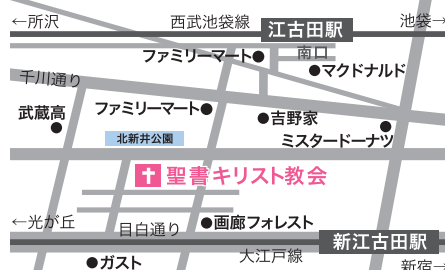 ←所沢
西武池袋線
江古田駅
池袋→
ファミリーマート
南口
マクドナルド
千川通り
武蔵高
ファミリーマート
吉野家
北新井公園
ミスタードーナツ
聖書キリスト教会
←光が丘
目白通り
画廊フォレスト
新江古田駅
大江戸線
ガスト
新宿→